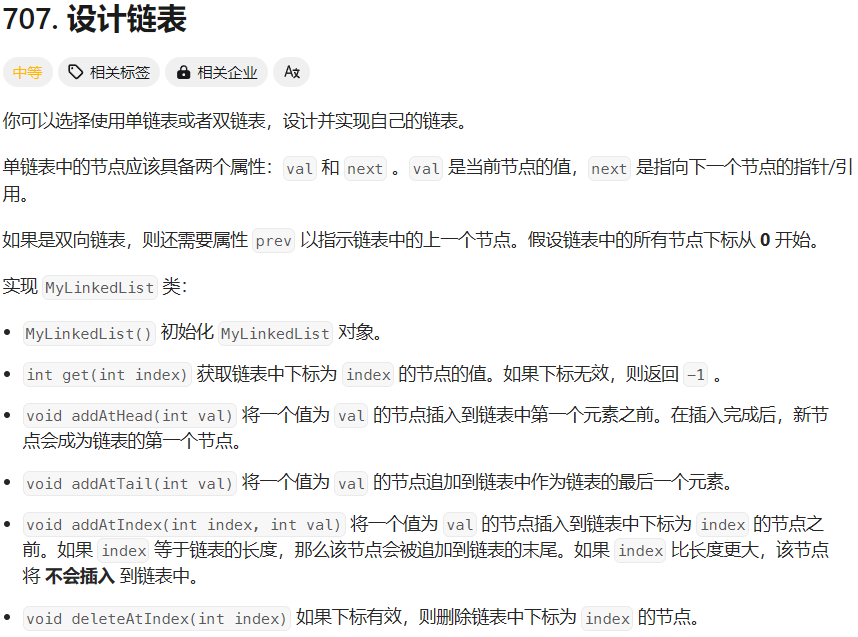 707. 设计链表
中等 相关标签 相关企业
你可以选择使用单链表或者双链表，设计并实现自己的链表。
单链表中的节点应该具备两个属性：val 和 next 。val 是当前节点的值，next 是指向下一个节点的指针/引
用。
如果是双向链表，则还需要属性 prev 以指示链表中的上一个节点。假设链表中的所有节点下标从 0 开始。
实现 MyLinkedList 类：
• MyLinkedList() 初始化 MyLinkedList 对象。
• int get(int index) 获取链表中下标为 index 的节点的值。如果下标无效，则返回 -1 。
• void addAtHead(int val) 将一个值为 val 的节点插入到链表中第一个元素之前。在插入完成后，新节
点会成为链表的第一个节点。
• void addAtTail(int val) 将一个值为 val 的节点追加到链表中作为链表的最后一个元素。
• void addAtIndex(int index, int val) 将一个值为 val 的节点插入到链表中下标为 index 的节点之
前。如果 index 等于链表的长度，那么该节点会被追加到链表的末尾。如果 index 比长度更大，该节点
将 不会插入 到链表中。
• void deleteAtIndex(int index) 如果下标有效，则删除链表中下标为 index 的节点。